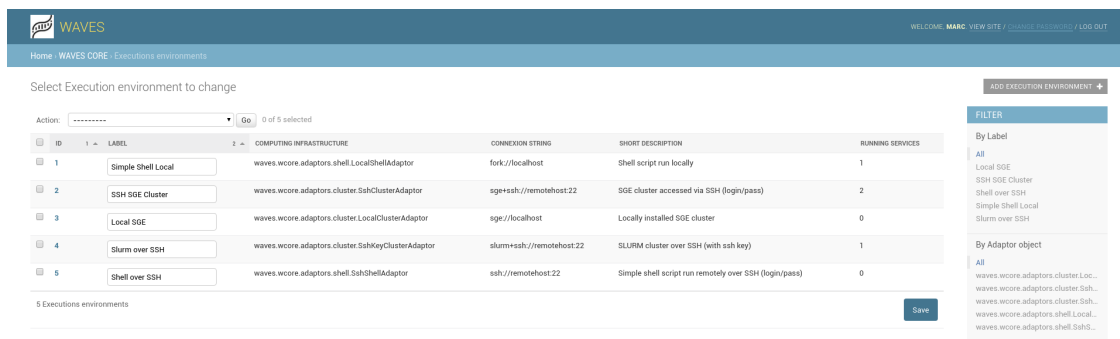 WAVES
WELCOME, MARC. VIEW SITE / CHANGE PASSWORD / LOG OUT
Home › WAVES CORE › Executions environments
Select Execution environment to change
ADD EXECUTION ENVIRONMENT +
Action: --------- Go 0 of 5 selected
ID 1 LABEL 2 COMPUTING INFRASTRUCTURE CONNEXION STRING SHORT DESCRIPTION RUNNING SERVICES
1 Simple Shell Local waves.wcore.adaptors.shell.LocalShellAdaptor fork://localhost Shell script run locally 1
2 SSH SGE Cluster waves.wcore.adaptors.cluster.SshClusterAdaptor sge+ssh://remotehost:22 SGE cluster accessed via SSH (login/pass) 2
3 Local SGE waves.wcore.adaptors.cluster.LocalClusterAdaptor sge://localhost Locally installed SGE cluster 0
4 Slurm over SSH waves.wcore.adaptors.cluster.SshKeyClusterAdaptor slurm+ssh://remotehost:22 SLURM cluster over SSH (with ssh key) 1
5 Shell over SSH waves.wcore.adaptors.shell.SshShellAdaptor ssh://remotehost:22 Simple shell script run remotely over SSH (login/pass) 0
5 Executions environments
Save
FILTER
By Label
All
Local SGE
SSH SGE Cluster
Shell over SSH
Simple Shell Local
Slurm over SSH
By Adaptor object
All
waves.wcore.adaptors.cluster.Loc...
waves.wcore.adaptors.cluster.Ssh...
waves.wcore.adaptors.cluster.Ssh...
waves.wcore.adaptors.shell.Local...
waves.wcore.adaptors.shell.SshS...